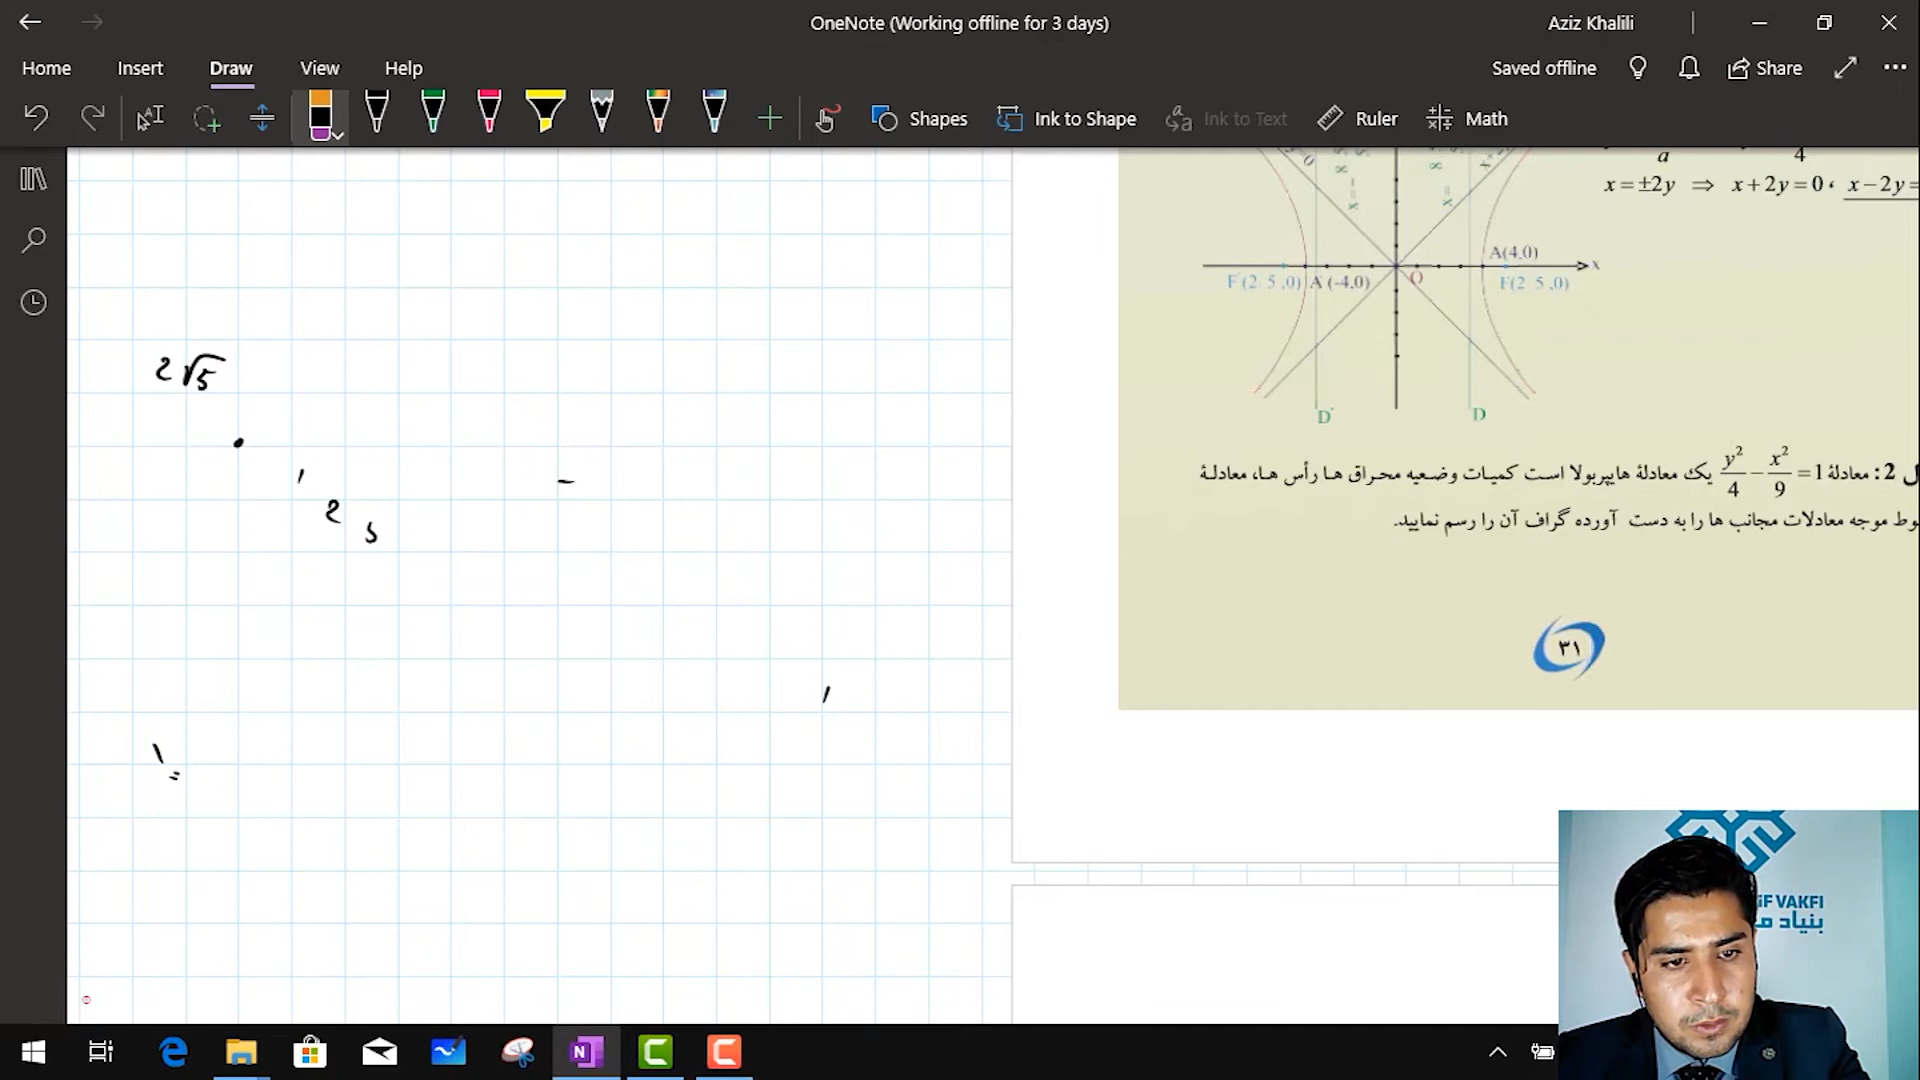 OneNote (Working offline for 3 days)
Aziz Khalili
Home Insert Draw View Help
Saved offline
Share
Shapes
Ink to Shape
Ink to Text
Ruler
Math
a 4
x = ±2y ⇒ x + 2y = 0، x − 2y =
A(4,0)
x
F(2 5 ,0) A (-4,0)
O
F(2 5 ,0)
D
D
2√5
1
2
5
-
1
1
=
ل 2: معادلهٔ y²/4 − x²/9 = 1 یک معادلهٔ هایپربولا است کمیات وضعیه محراق ها رأس ها، معادلهٔ
وط موجه معادلات مجانب ها را به دست آورده گراف آن را رسم نمایید.
۳۱
iF VAKFI
بنیاد م